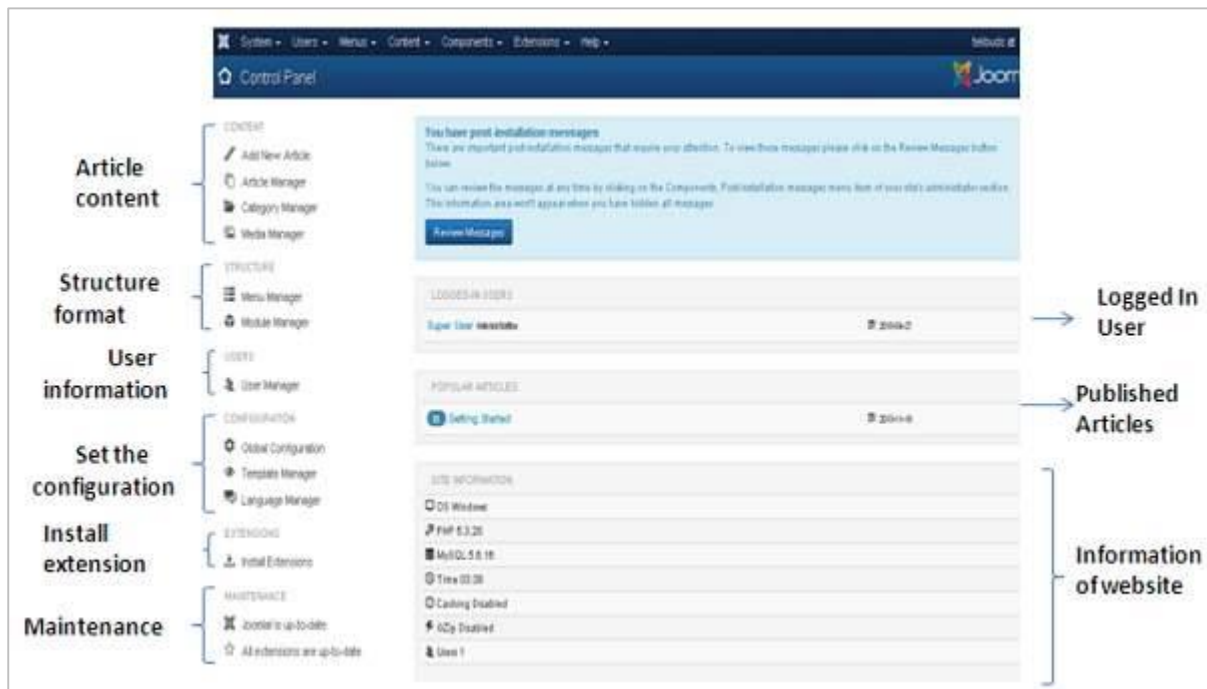 System Users Menus Content Components Extensions Help
Control Panel
Joom
Article
content
CONTENT
Add New Article
Article Manager
Category Manager
Media Manager
Structure
format
STRUCTURE
Menu Manager
Module Manager
User
information
USERS
User Manager
Set the
configuration
CONFIGURATION
Global Configuration
Template Manager
Language Manager
Install
extension
EXTENSIONS
Install Extensions
Maintenance
MAINTENANCE
Joomla! is up-to-date
All extensions are up-to-date
You have post-installation messages
There are important post-installation messages that require your attention. To view those messages please click on the Review Messages button
below.
You can review the messages at any time by clicking on the Components, Post-installation messages menu item of your site's administrator section.
This information area won't appear when you have hidden all messages.
Review Messages
LOGGED-IN USERS
Super User
Logged In
User
POPULAR ARTICLES
Getting Started
Published
Articles
SITE INFORMATION
OS Windows
PHP 5.3.28
MySQL 5.6.16
Time 03:38
Caching Disabled
GZip Disabled
Users 1
Information
of website